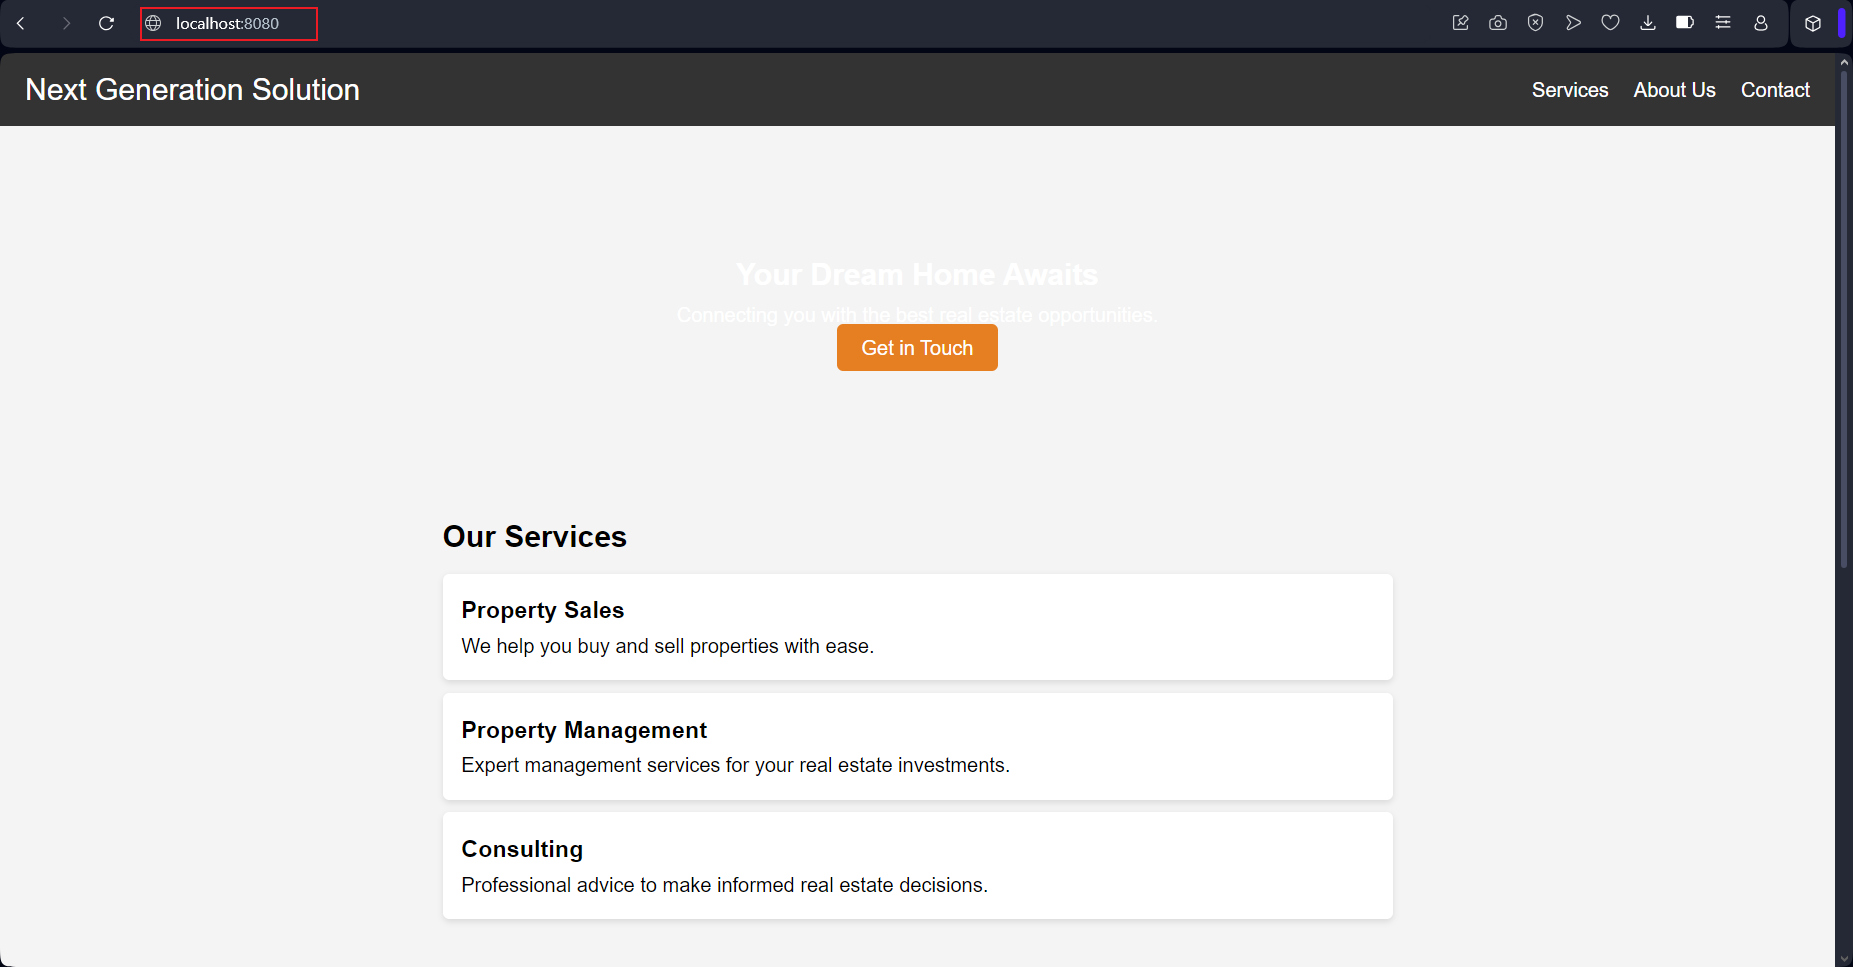 localhost:8080
Next Generation Solution
Services About Us Contact
Your Dream Home Awaits
Connecting you with the best real estate opportunities.
Get in Touch
Our Services
Property Sales
We help you buy and sell properties with ease.
Property Management
Expert management services for your real estate investments.
Consulting
Professional advice to make informed real estate decisions.